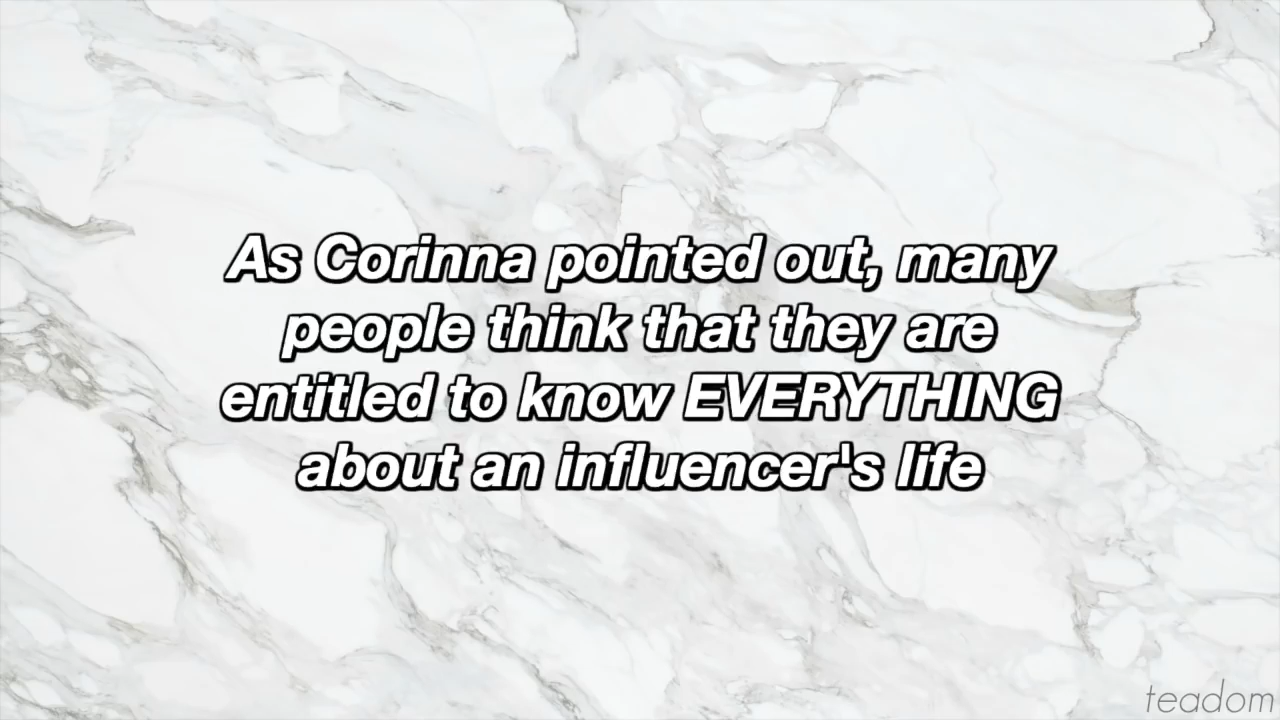 As Corinna pointed out, many
people think that they are
entitled to know EVERYTHING
about an influencer's life
teadom